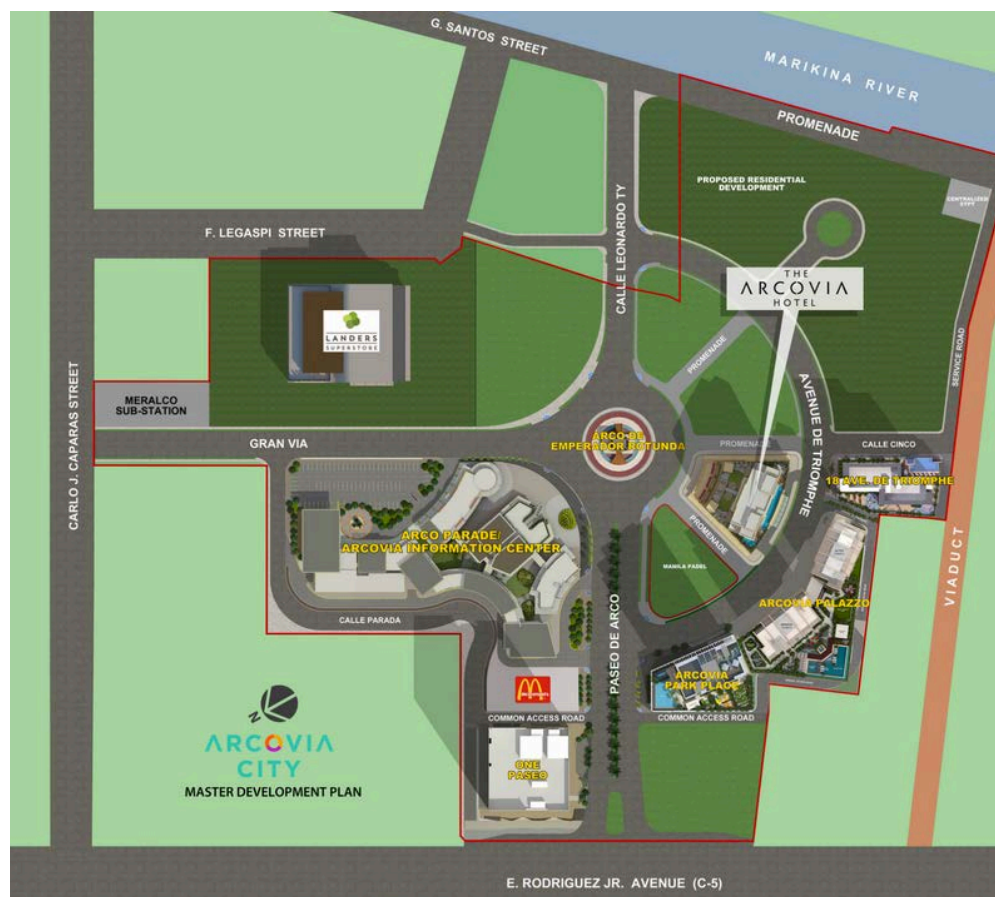 G. SANTOS STREET
MARIKINA RIVER
PROMENADE
PROPOSED RESIDENTIAL
DEVELOPMENT
CENTRALIZED
F. LEGASPI STREET
CALLE LEONARDO TY
THE
ARCOVIA
HOTEL
LANDERS
SUPERSTORE
PROMENADE
SERVICE ROAD
MERALCO
SUB-STATION
CARLO J. CAPARAS STREET
AVENUE DE TRIOMPHE
GRAN VIA
ARCO DE
EMPERADOR ROTUNDA
PROMENADE
CALLE CINCO
18 AVE. DE TRIOMPHE
ARCO PARADE/
ARCOVIA INFORMATION CENTER
PROMENADE
MANILA PADEL
VIADUCT
ARCOVIA PALAZZO
CALLE PARADA
PASEO DE ARCO
ARCOVIA
PARK PLACE
McDonald's
COMMON ACCESS ROAD
COMMON ACCESS ROAD
N
ARCOVIA
CITY
MASTER DEVELOPMENT PLAN
ONE
PASEO
E. RODRIGUEZ JR. AVENUE (C-5)